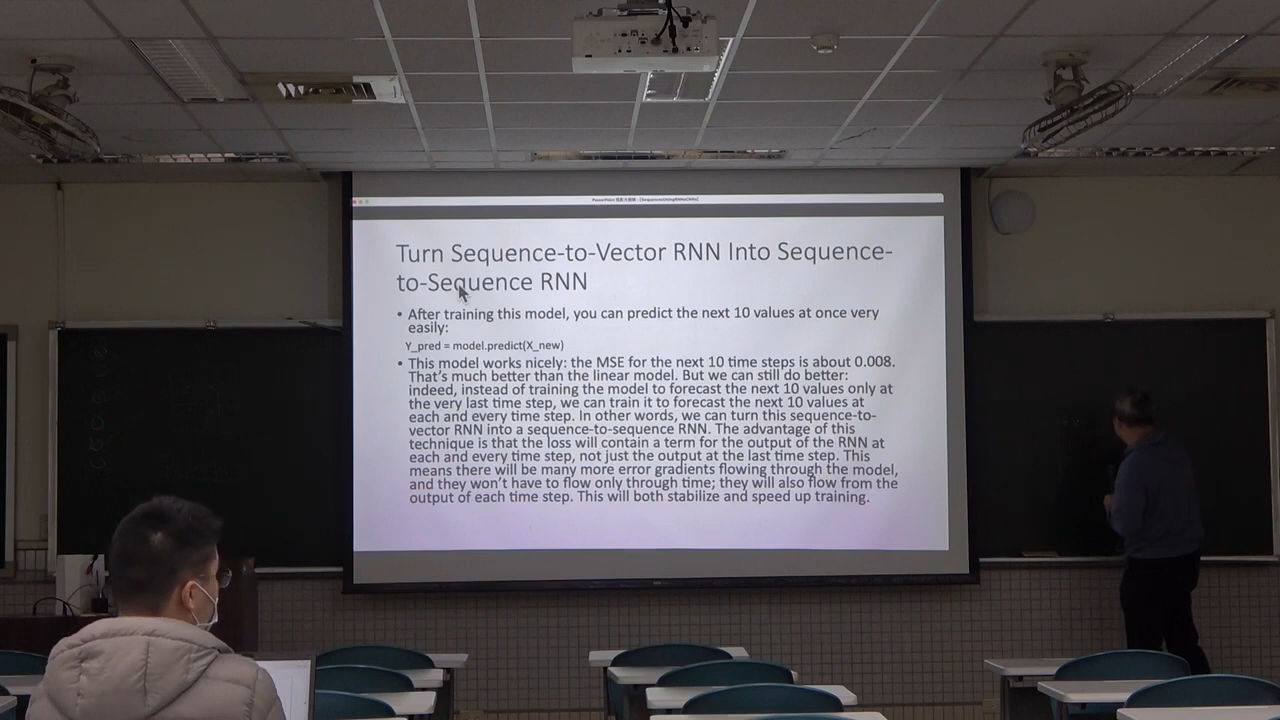 Turn Sequence-to-Vector RNN Into Sequence-
to-Sequence RNN
• After training this model, you can predict the next 10 values at once very
easily:
Y_pred = model.predict(X_new)
• This model works nicely: the MSE for the next 10 time steps is about 0.008.
That's much better than the linear model. But we can still do better:
indeed, instead of training the model to forecast the next 10 values only at
the very last time step, we can train it to forecast the next 10 values at
each and every time step. In other words, we can turn this sequence-to-
vector RNN into a sequence-to-sequence RNN. The advantage of this
technique is that the loss will contain a term for the output of the RNN at
each and every time step, not just the output at the last time step. This
means there will be many more error gradients flowing through the model,
and they won't have to flow only through time; they will also flow from the
output of each time step. This will both stabilize and speed up training.